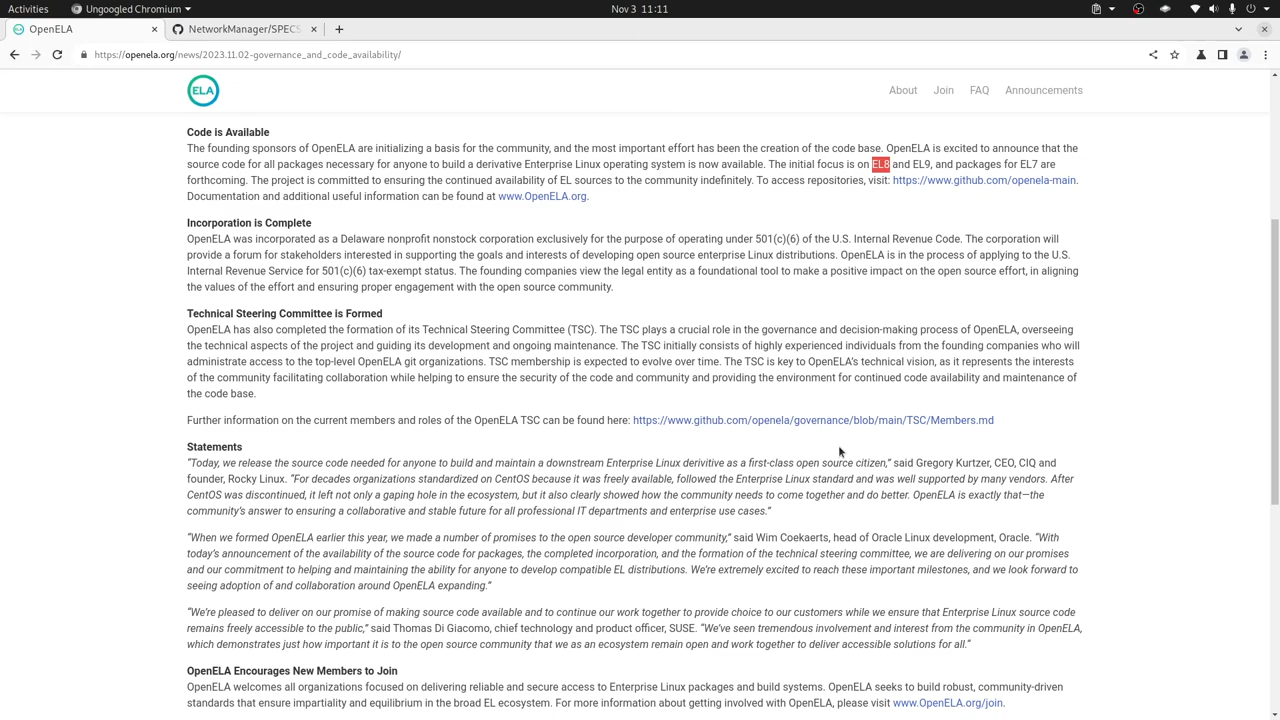 Activities
Ungoogled Chromium
Nov 3 11:11
OpenELA
NetworkManager/SPECS
https://openela.org/news/2023.11.02-governance_and_code_availability/
ELA
About Join FAQ Announcements
Code is Available
The founding sponsors of OpenELA are initializing a basis for the community, and the most important effort has been the creation of the code base. OpenELA is excited to announce that the
source code for all packages necessary for anyone to build a derivative Enterprise Linux operating system is now available. The initial focus is on EL8 and EL9, and packages for EL7 are
forthcoming. The project is committed to ensuring the continued availability of EL sources to the community indefinitely. To access repositories, visit: https://www.github.com/openela-main.
Documentation and additional useful information can be found at www.OpenELA.org.
Incorporation is Complete
OpenELA was incorporated as a Delaware nonprofit nonstock corporation exclusively for the purpose of operating under 501(c)(6) of the U.S. Internal Revenue Code. The corporation will
provide a forum for stakeholders interested in supporting the goals and interests of developing open source enterprise Linux distributions. OpenELA is in the process of applying to the U.S.
Internal Revenue Service for 501(c)(6) tax-exempt status. The founding companies view the legal entity as a foundational tool to make a positive impact on the open source effort, in aligning
the values of the effort and ensuring proper engagement with the open source community.
Technical Steering Committee is Formed
OpenELA has also completed the formation of its Technical Steering Committee (TSC). The TSC plays a crucial role in the governance and decision-making process of OpenELA, overseeing
the technical aspects of the project and guiding its development and ongoing maintenance. The TSC initially consists of highly experienced individuals from the founding companies who will
administrate access to the top-level OpenELA git organizations. TSC membership is expected to evolve over time. The TSC is key to OpenELA's technical vision, as it represents the interests
of the community facilitating collaboration while helping to ensure the security of the code and community and providing the environment for continued code availability and maintenance of
the code base.
Further information on the current members and roles of the OpenELA TSC can be found here: https://www.github.com/openela/governance/blob/main/TSC/Members.md
Statements
“Today, we release the source code needed for anyone to build and maintain a downstream Enterprise Linux derivitive as a first-class open source citizen,” said Gregory Kurtzer, CEO, CIQ and
founder, Rocky Linux. “For decades organizations standardized on CentOS because it was freely available, followed the Enterprise Linux standard and was well supported by many vendors. After
CentOS was discontinued, it left not only a gaping hole in the ecosystem, but it also clearly showed how the community needs to come together and do better. OpenELA is exactly that—the
community's answer to ensuring a collaborative and stable future for all professional IT departments and enterprise use cases.”
“When we formed OpenELA earlier this year, we made a number of promises to the open source developer community,” said Wim Coekaerts, head of Oracle Linux development, Oracle. “With
today's announcement of the availability of the source code for packages, the completed incorporation, and the formation of the technical steering committee, we are delivering on our promises
and our commitment to helping and maintaining the ability for anyone to develop compatible EL distributions. We're extremely excited to reach these important milestones, and we look forward to
seeing adoption of and collaboration around OpenELA expanding.”
“We're pleased to deliver on our promise of making source code available and to continue our work together to provide choice to our customers while we ensure that Enterprise Linux source code
remains freely accessible to the public,” said Thomas Di Giacomo, chief technology and product officer, SUSE. “We've seen tremendous involvement and interest from the community in OpenELA,
which demonstrates just how important it is to the open source community that we as an ecosystem remain open and work together to deliver accessible solutions for all.”
OpenELA Encourages New Members to Join
OpenELA welcomes all organizations focused on delivering reliable and secure access to Enterprise Linux packages and build systems. OpenELA seeks to build robust, community-driven
standards that ensure impartiality and equilibrium in the broad EL ecosystem. For more information about getting involved with OpenELA, please visit www.OpenELA.org/join.